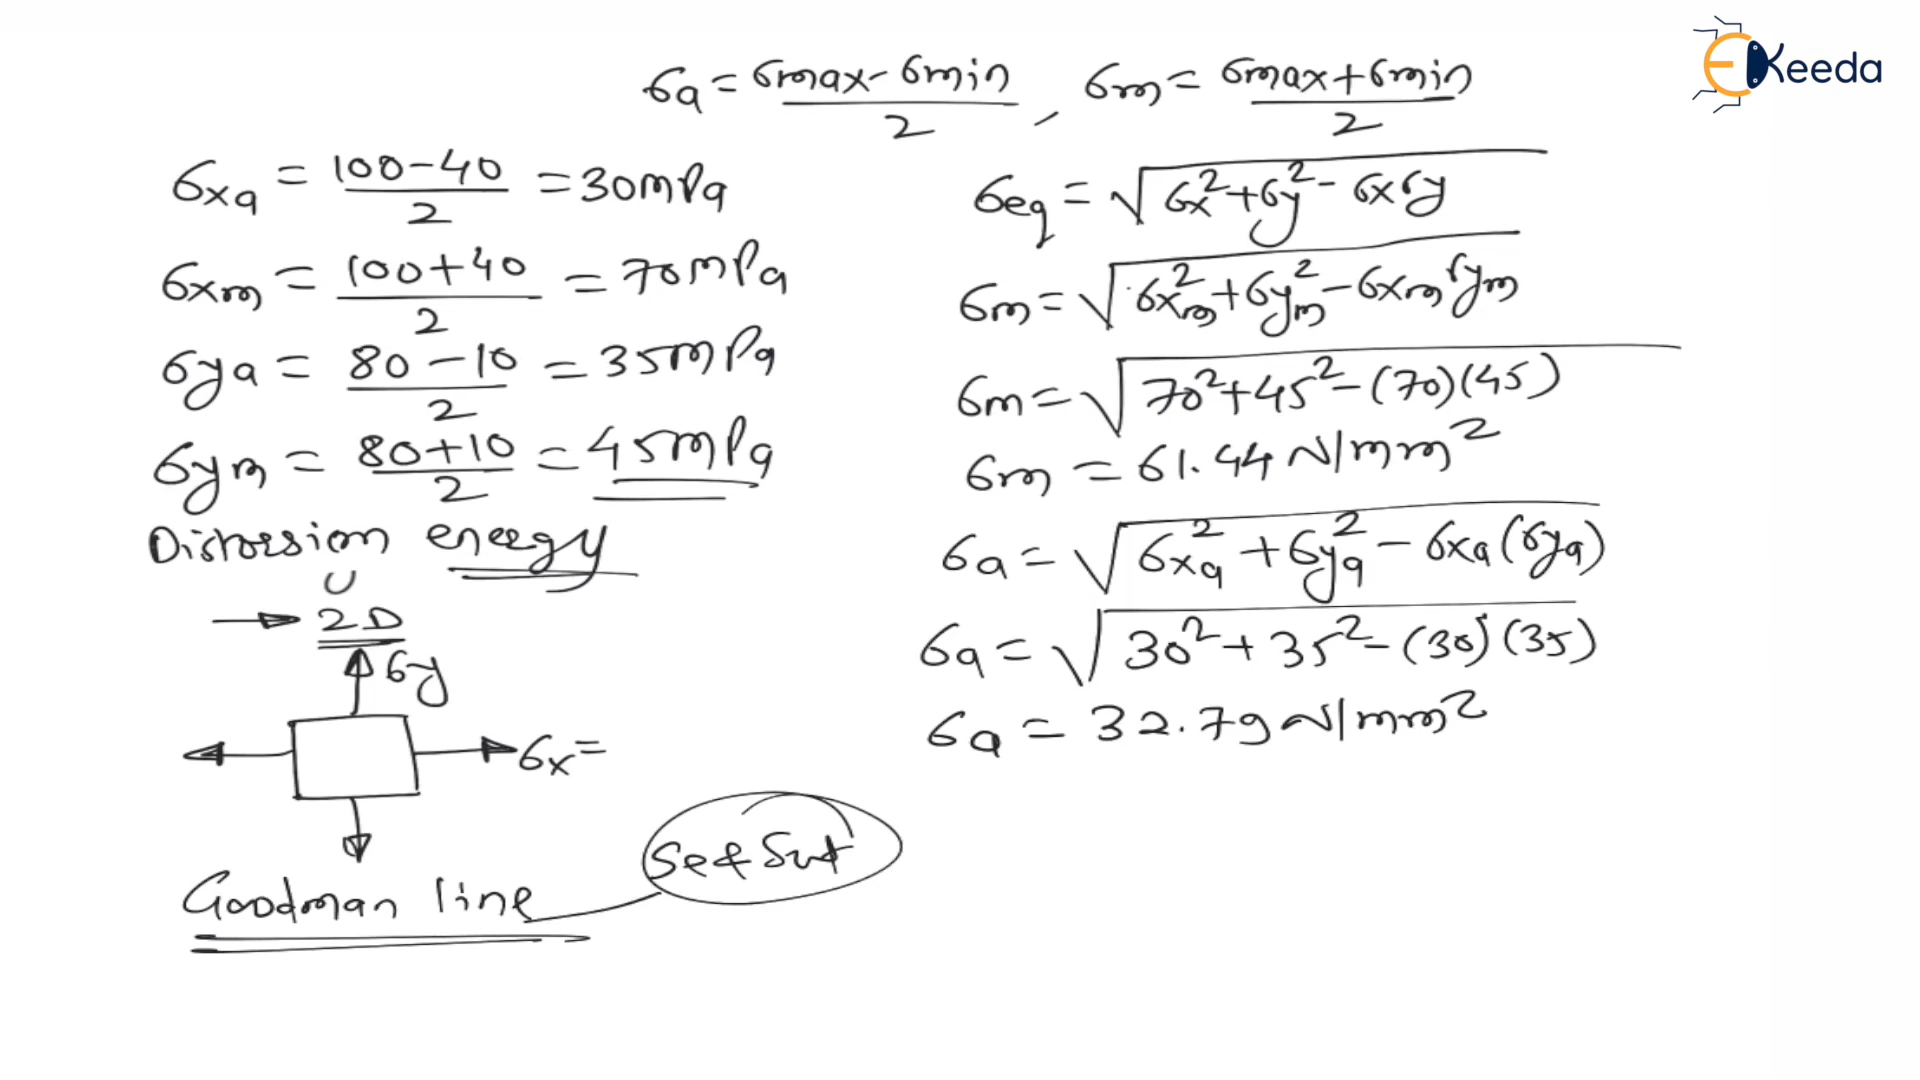 EKeeda
σa = σmax - σmin / 2 , σm = σmax + σmin / 2
σxa = 100 - 40 / 2 = 30 MPa
σxm = 100 + 40 / 2 = 70 MPa
σya = 80 - 10 / 2 = 35 MPa
σym = 80 + 10 / 2 = 45 MPa
Distorsion energy
→ 2D
σy
σx =
Goodman line
Se & Sut
σeq = √(σx² + σy² - σxσy)
σm = √(σxm² + σym² - σxm σym)
σm = √(70² + 45² - (70)(45))
σm = 61.44 N/mm²
σa = √(σxa² + σya² - σxa(σya))
σa = √(30² + 35² - (30)(35))
σa = 32.79 N/mm²